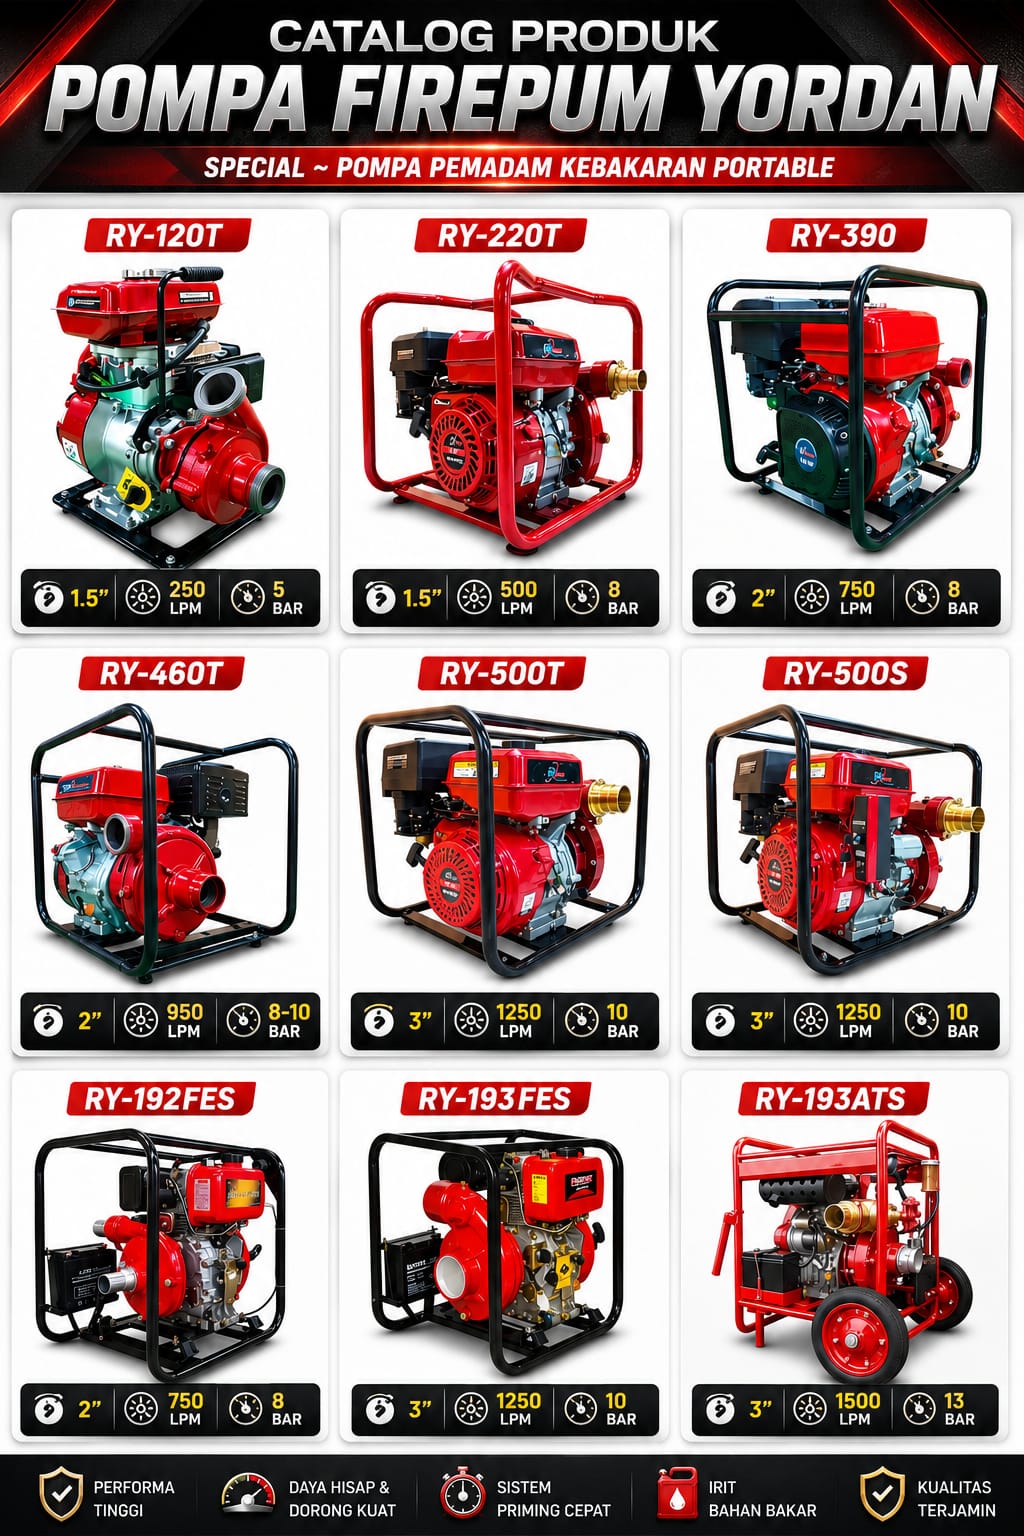 CATALOG PRODUK
POMPA FIREPUM YORDAN
SPECIAL ~ POMPA PEMADAM KEBAKARAN PORTABLE
RY-120T
1.5"
250
LPM
5
BAR
RY-220T
1.5"
500
LPM
8
BAR
RY-390
2"
750
LPM
8
BAR
RY-460T
2"
950
LPM
8-10
BAR
RY-500T
3"
1250
LPM
10
BAR
RY-500S
3"
1250
LPM
10
BAR
RY-192FES
2"
750
LPM
8
BAR
RY-193FES
3"
1250
LPM
10
BAR
RY-193ATS
3"
1500
LPM
13
BAR
PERFORMA
TINGGI
DAYA HISAP &
DORONG KUAT
SISTEM
PRIMING CEPAT
IRIT
BAHAN BAKAR
KUALITAS
TERJAMIN